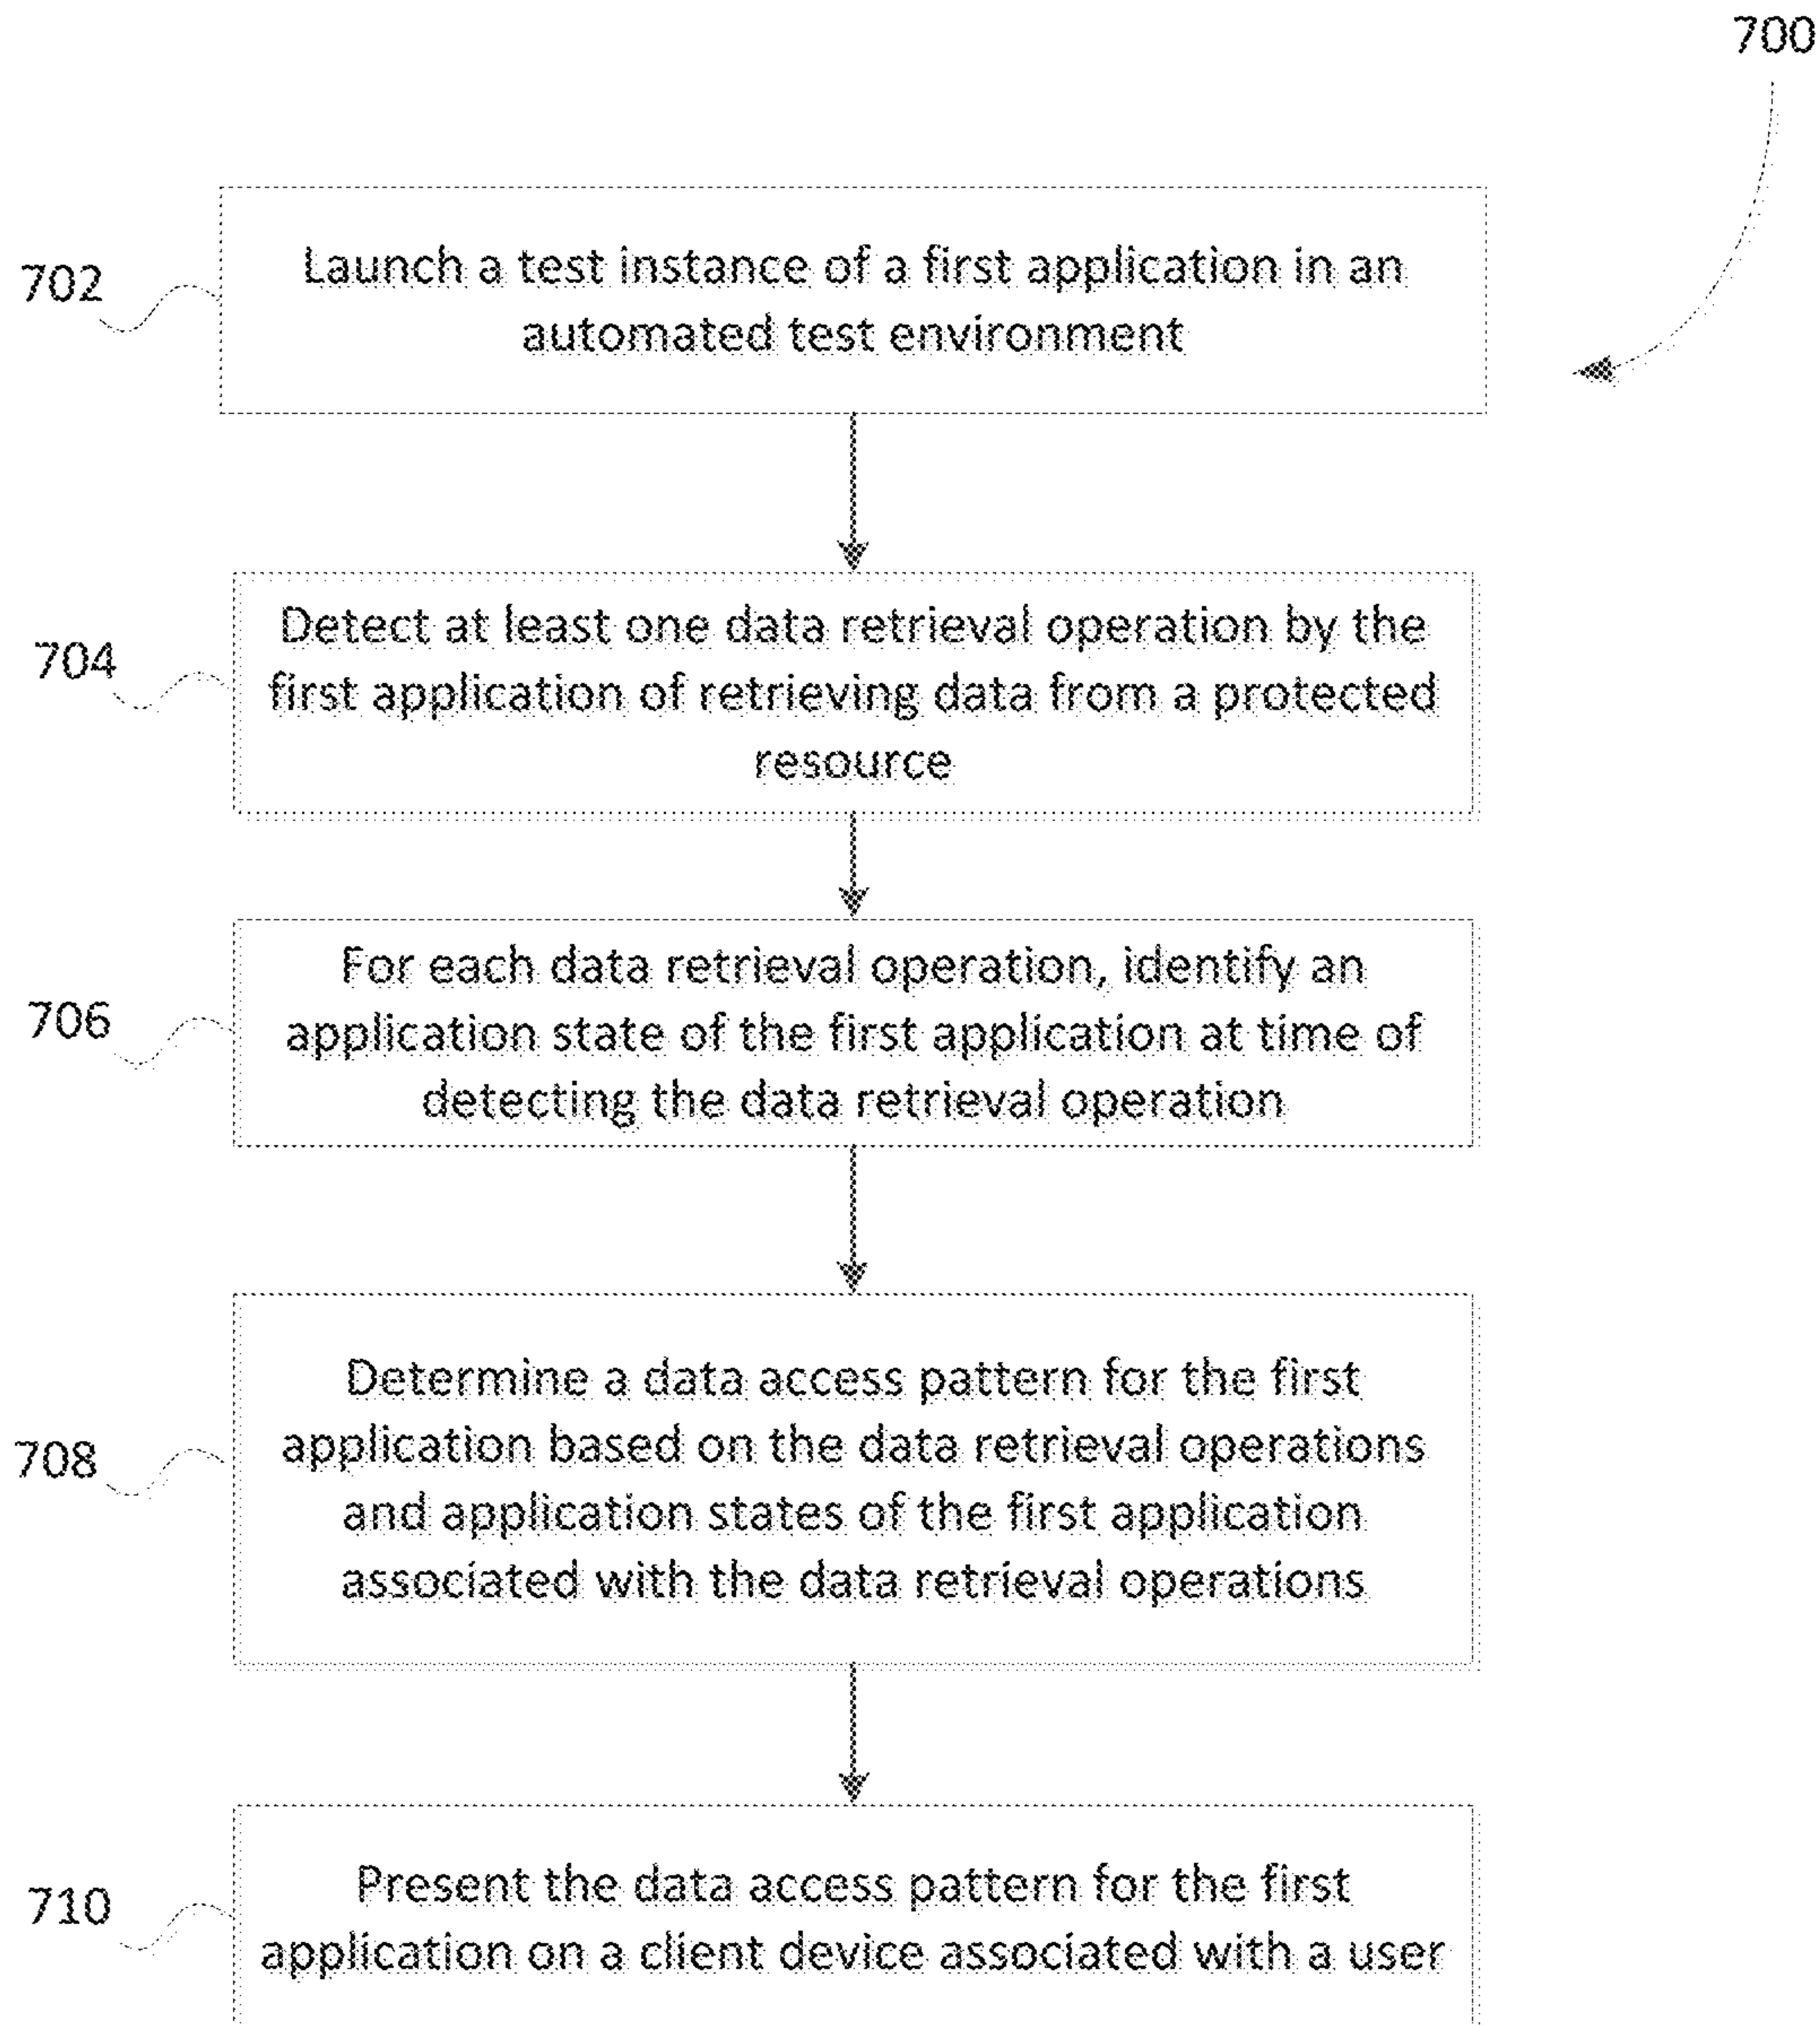 700
702
Launch a test instance of a first application in an
automated test environment
704
Detect at least one data retrieval operation by the
first application of retrieving data from a protected
resource
706
For each data retrieval operation, identify an
application state of the first application at time of
detecting the data retrieval operation
708
Determine a data access pattern for the first
application based on the data retrieval operations
and application states of the first application
associated with the data retrieval operations
710
Present the data access pattern for the first
application on a client device associated with a user